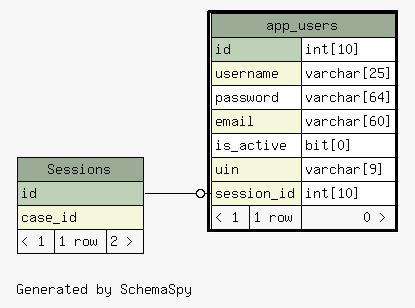 app_users
id int[10]
username varchar[25]
password varchar[64]
email varchar[60]
is_active bit[0]
uin varchar[9]
session_id int[10]
< 1 1 row 0 >
Sessions
id
case_id
< 1 1 row 2 >
Generated by SchemaSpy